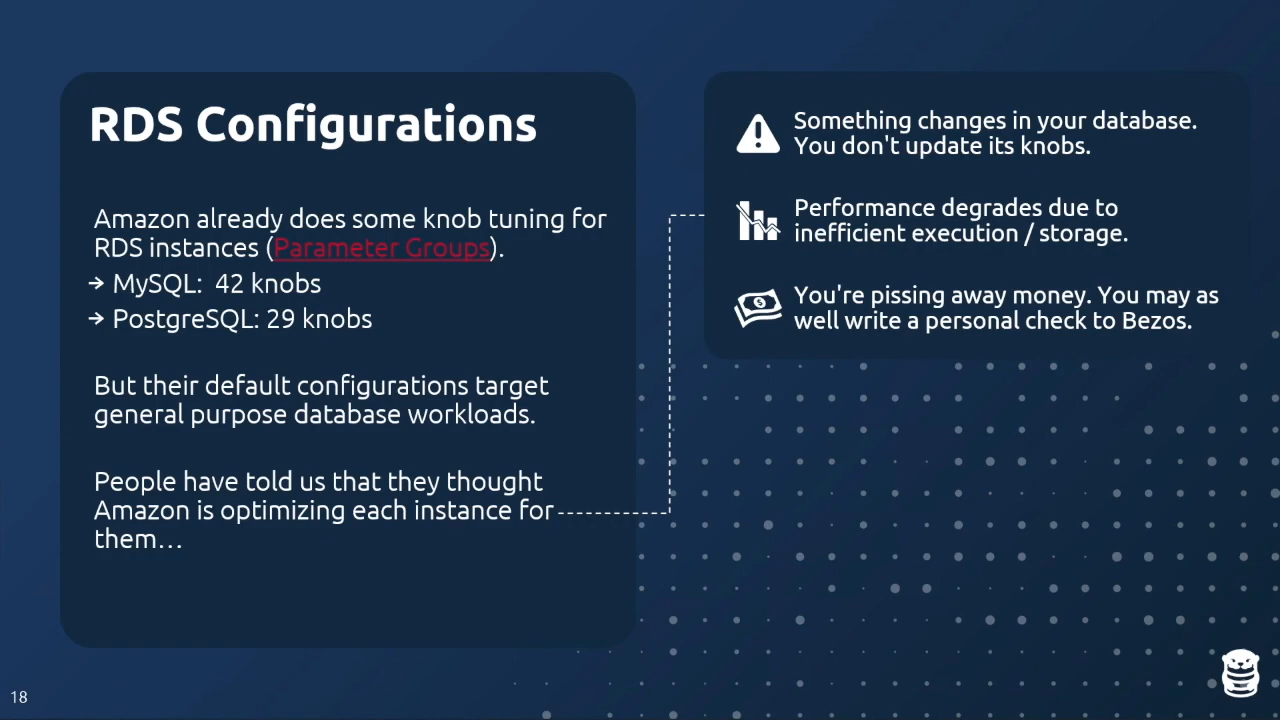 RDS Configurations
Amazon already does some knob tuning for
RDS instances (Parameter Groups).
→ MySQL: 42 knobs
→ PostgreSQL: 29 knobs
But their default configurations target
general purpose database workloads.
People have told us that they thought
Amazon is optimizing each instance for
them…
Something changes in your database.
You don't update its knobs.
Performance degrades due to
inefficient execution / storage.
You're pissing away money. You may as
well write a personal check to Bezos.
18